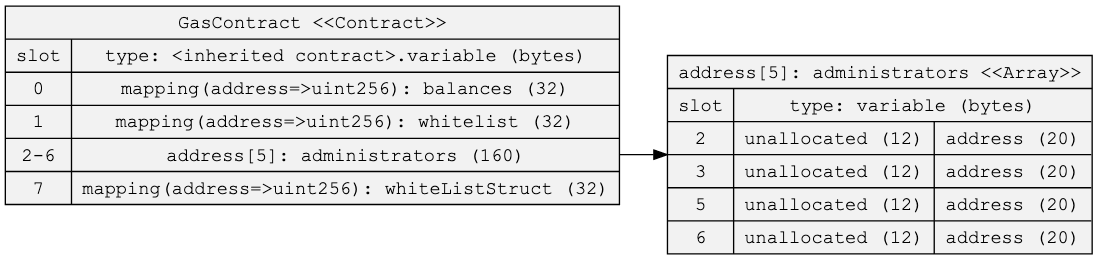 GasContract <<Contract>>
slot type: <inherited contract>.variable (bytes)
0 mapping(address=>uint256): balances (32)
1 mapping(address=>uint256): whitelist (32)
2-6 address[5]: administrators (160)
7 mapping(address=>uint256): whiteListStruct (32)
address[5]: administrators <<Array>>
slot type: variable (bytes)
2 unallocated (12) address (20)
3 unallocated (12) address (20)
5 unallocated (12) address (20)
6 unallocated (12) address (20)